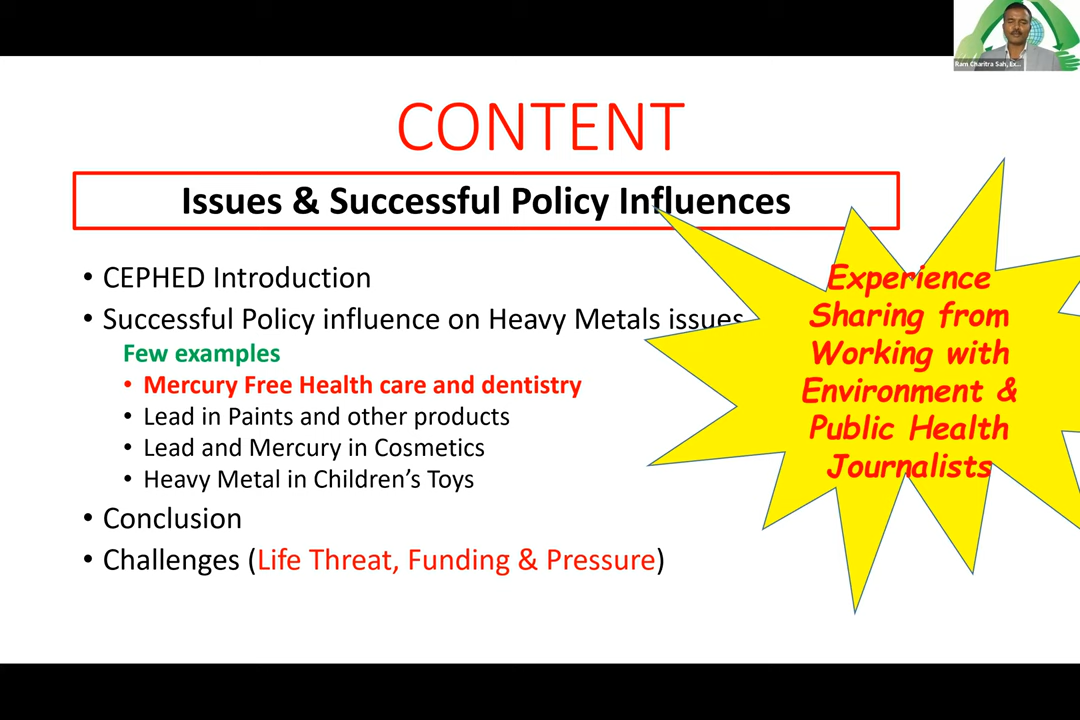 Ram Charitra Sah, Ex...
CONTENT
Issues & Successful Policy Influences
• CEPHED Introduction
• Successful Policy influence on Heavy Metals issues
Few examples
• Mercury Free Health care and dentistry
• Lead in Paints and other products
• Lead and Mercury in Cosmetics
• Heavy Metal in Children’s Toys
• Conclusion
• Challenges (Life Threat, Funding & Pressure)
Experience
Sharing from
Working with
Environment &
Public Health
Journalists